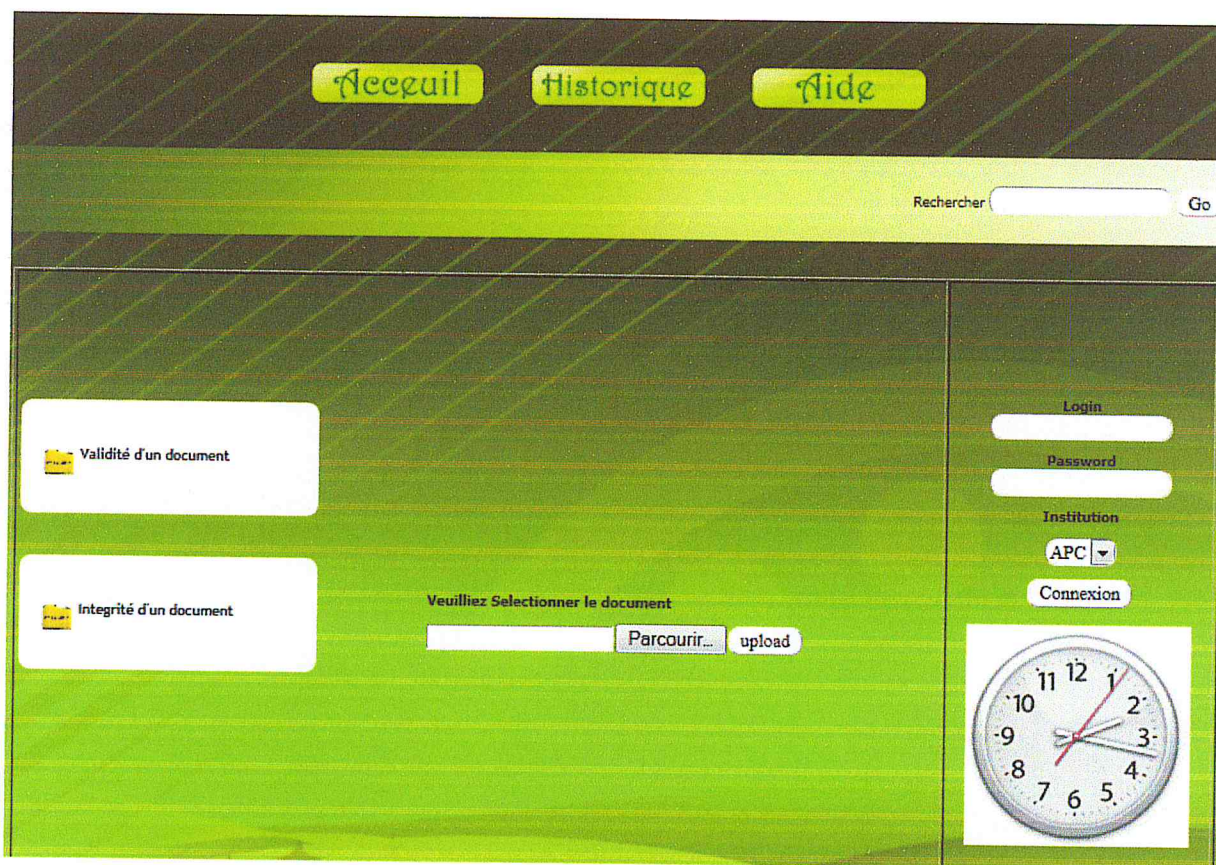 Acceuil
Historique
Aide
Rechercher
Go
Validité d'un document
Integrité d'un document
Veuilliez Selectionner le document
Parcourir...
upload
Login
Password
Institution
APC
Connexion
12
1
2
3
4
5
6
7
8
9
10
11